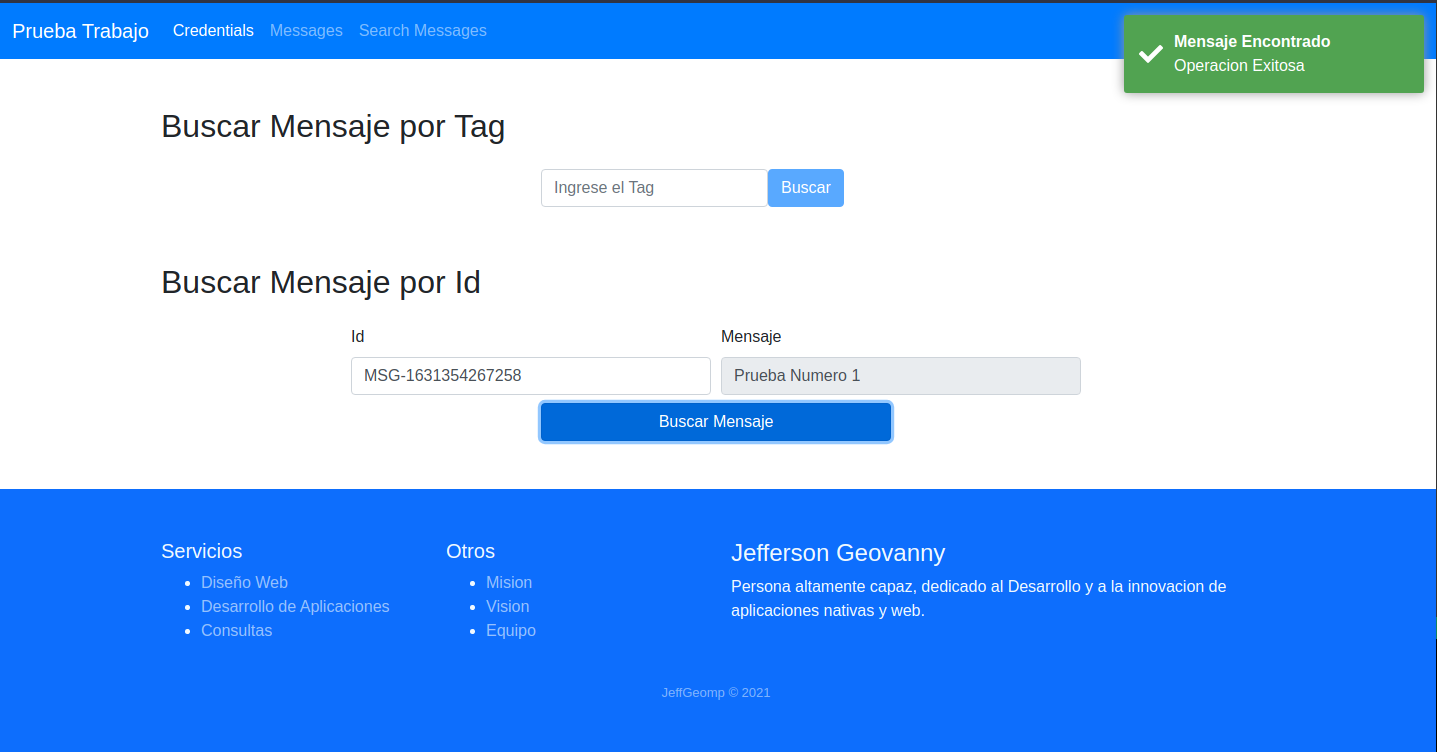 Prueba Trabajo Credentials Messages Search Messages
Mensaje Encontrado
Operacion Exitosa
Buscar Mensaje por Tag
Ingrese el Tag Buscar
Buscar Mensaje por Id
Id Mensaje
MSG-1631354267258 Prueba Numero 1
Buscar Mensaje
Servicios
Diseño Web
Desarrollo de Aplicaciones
Consultas
Otros
Mision
Vision
Equipo
Jefferson Geovanny
Persona altamente capaz, dedicado al Desarrollo y a la innovacion de
aplicaciones nativas y web.
JeffGeomp © 2021